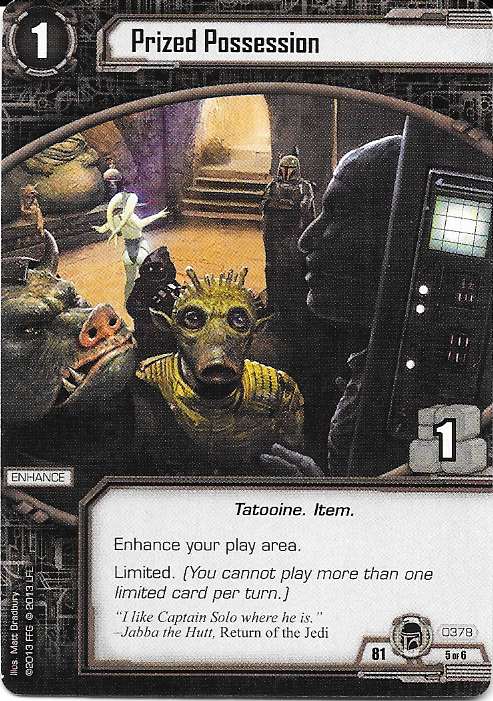 1
Prized Possession
1
ENHANCE
Tatooine. Item.
Enhance your play area.
Limited. (You cannot play more than one
limited card per turn.)
“I like Captain Solo where he is.”
–Jabba the Hutt, Return of the Jedi
Illus. Matt Bradbury
©2013 FFG © 2013 LFL
81
0378
5 of 6